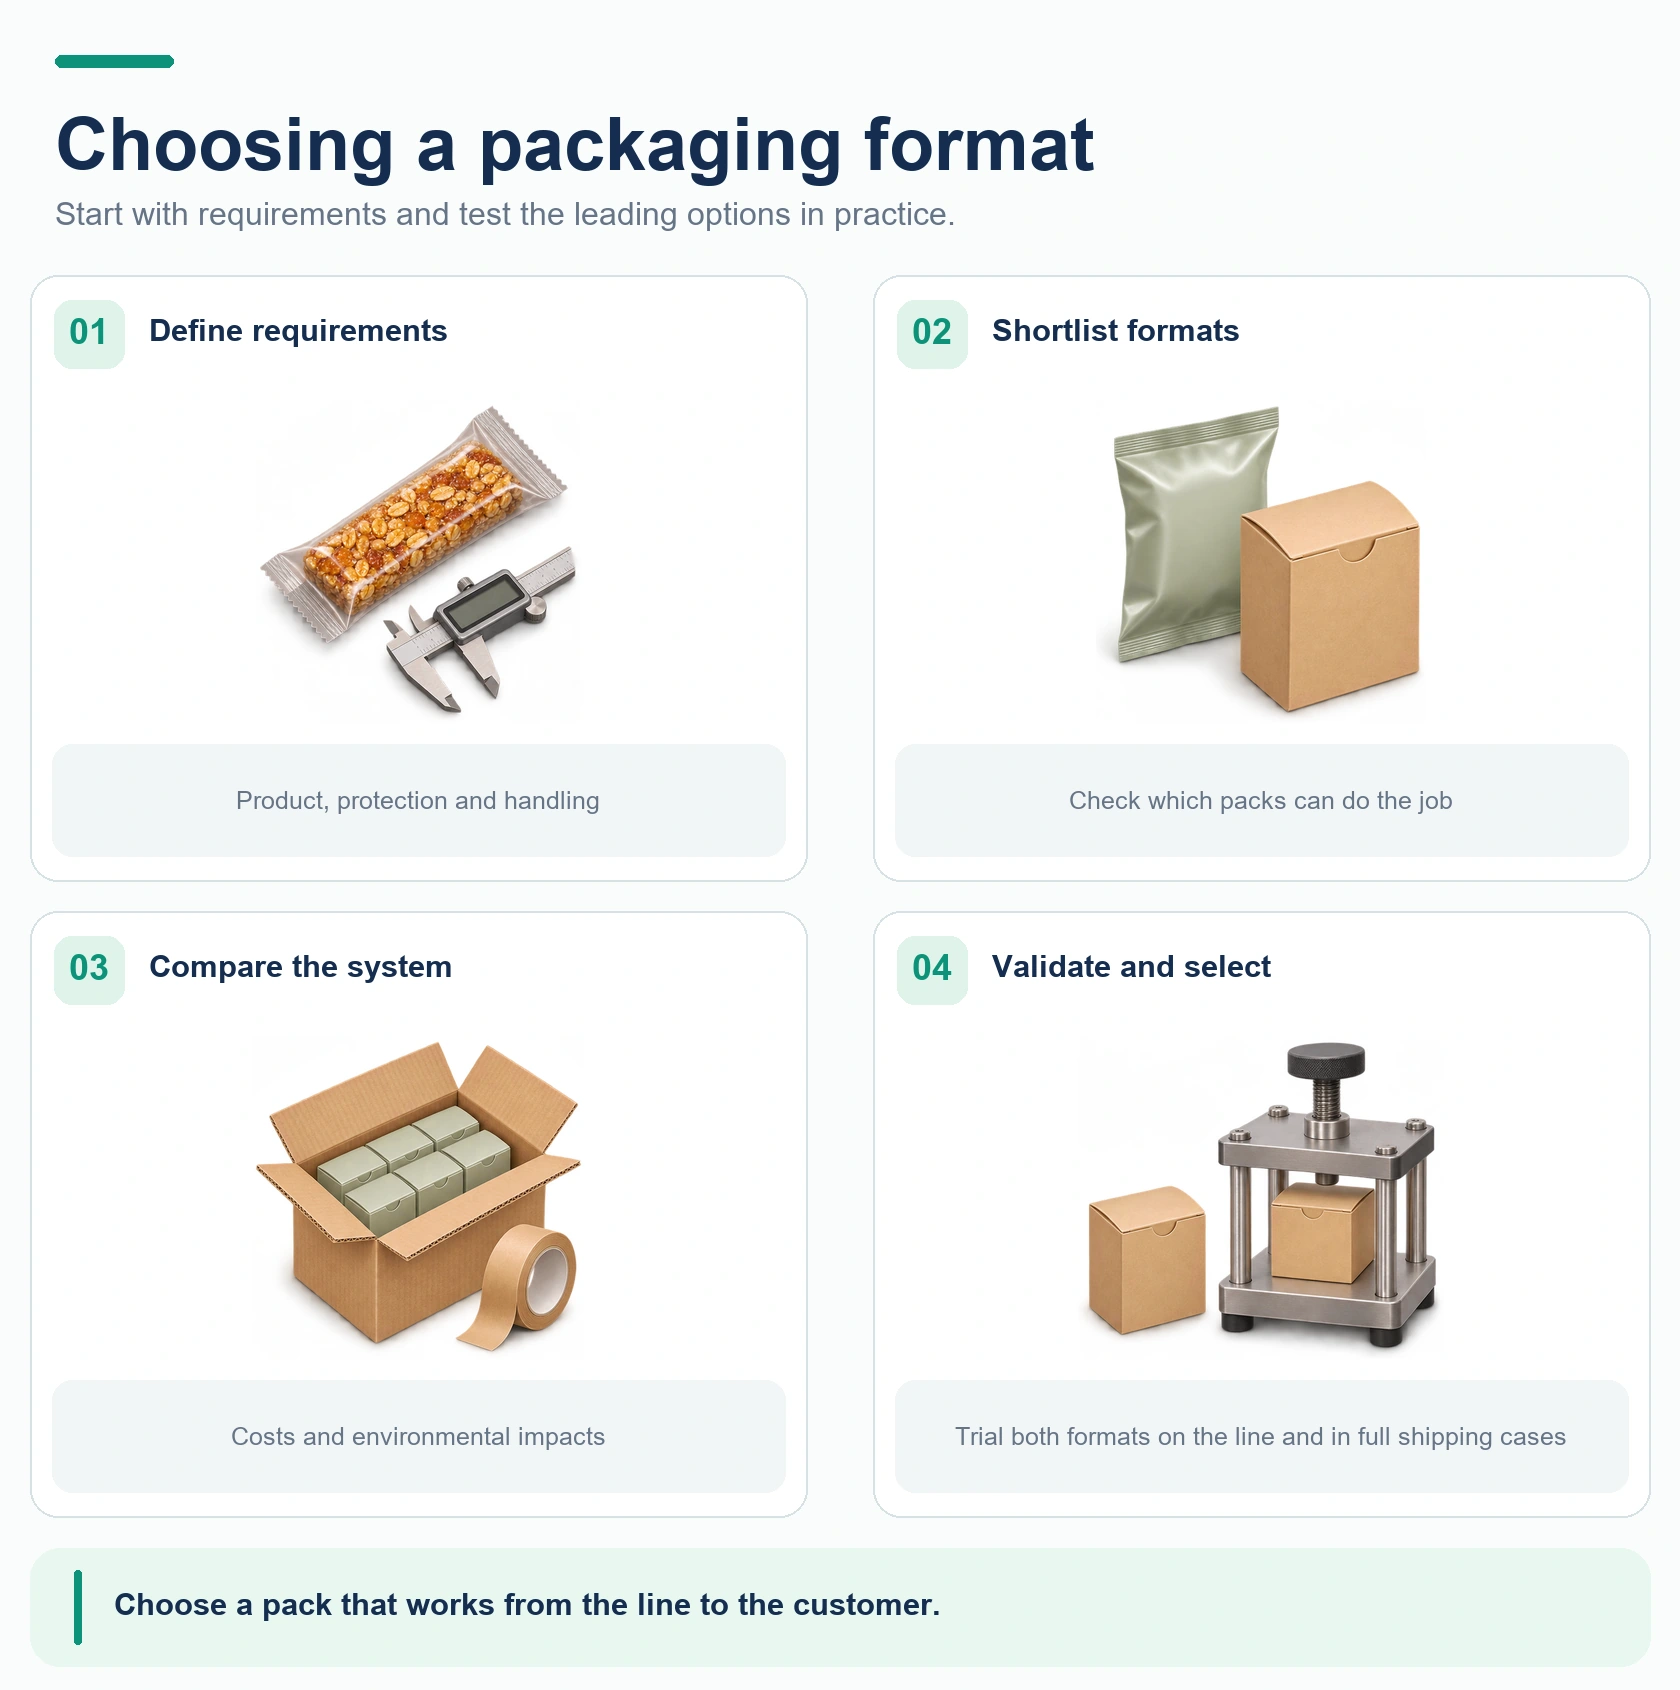 Choosing a packaging format
Start with requirements and test the leading options in practice.
01 Define requirements
Product, protection and handling
02 Shortlist formats
Check which packs can do the job
03 Compare the system
Costs and environmental impacts
04 Validate and select
Trial both formats on the line and in full shipping cases
Choose a pack that works from the line to the customer.